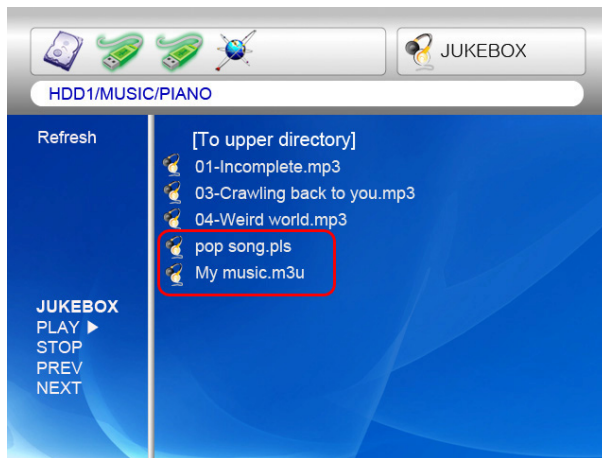 JUKEBOX
HDD1/MUSIC/PIANO
Refresh
[To upper directory]
01-Incomplete.mp3
03-Crawling back to you.mp3
04-Weird world.mp3
pop song.pls
My music.m3u
JUKEBOX
PLAY ▶
STOP
PREV
NEXT